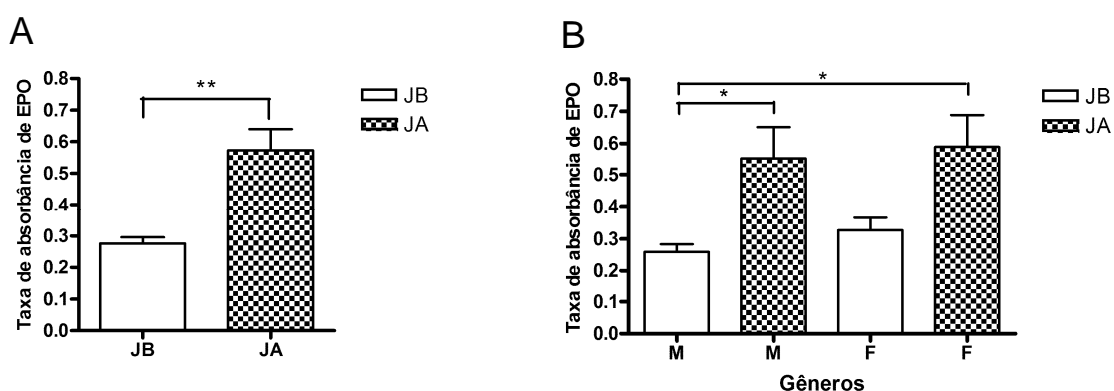 A
Taxa de absorbância de EPO
0.8
0.7
0.6
0.5
0.4
0.3
0.2
0.1
0.0
**
JB
JA
JB
JA
B
Taxa de absorbância de EPO
0.8
0.7
0.6
0.5
0.4
0.3
0.2
0.1
0.0
*
*
M
M
F
F
Gêneros
JB
JA